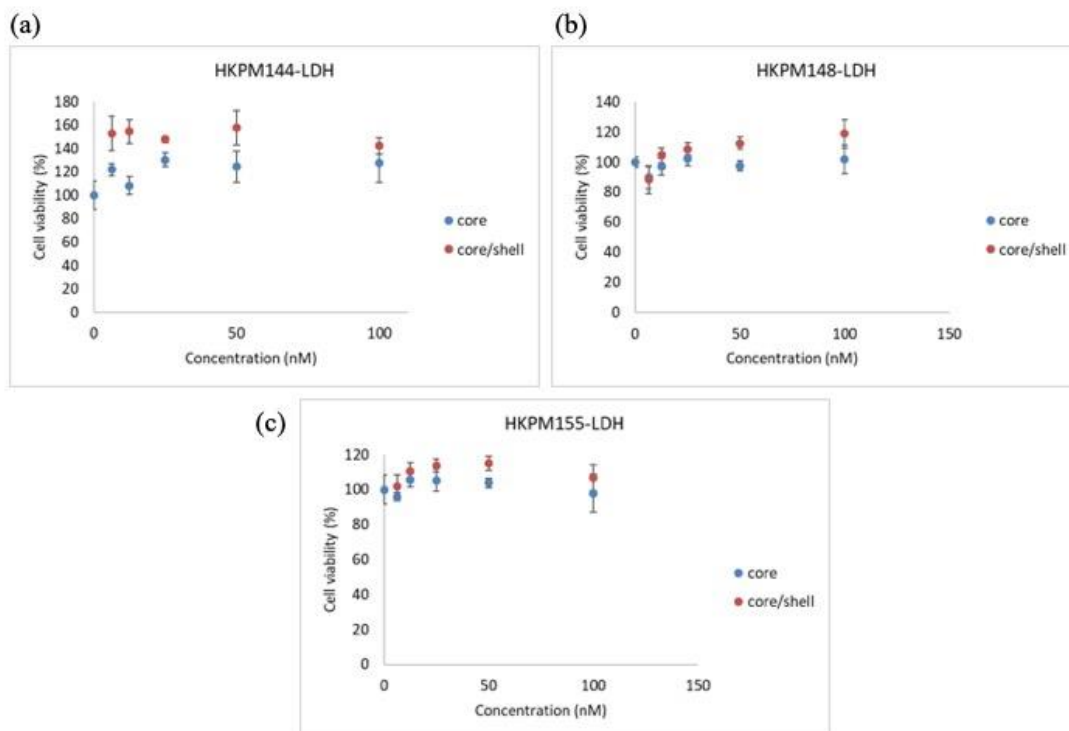 (a)
HKPM144-LDH
180
160
140
120
100
80
60
40
20
0
0 50 100
Cell viability (%)
Concentration (nM)
core
core/shell
(b)
HKPM148-LDH
140
120
100
80
60
40
20
0
0 50 100 150
Cell viability (%)
Concentration (nM)
core
core/shell
(c)
HKPM155-LDH
120
100
80
60
40
20
0
0 50 100 150
Cell viability (%)
Concentration (nM)
core
core/shell